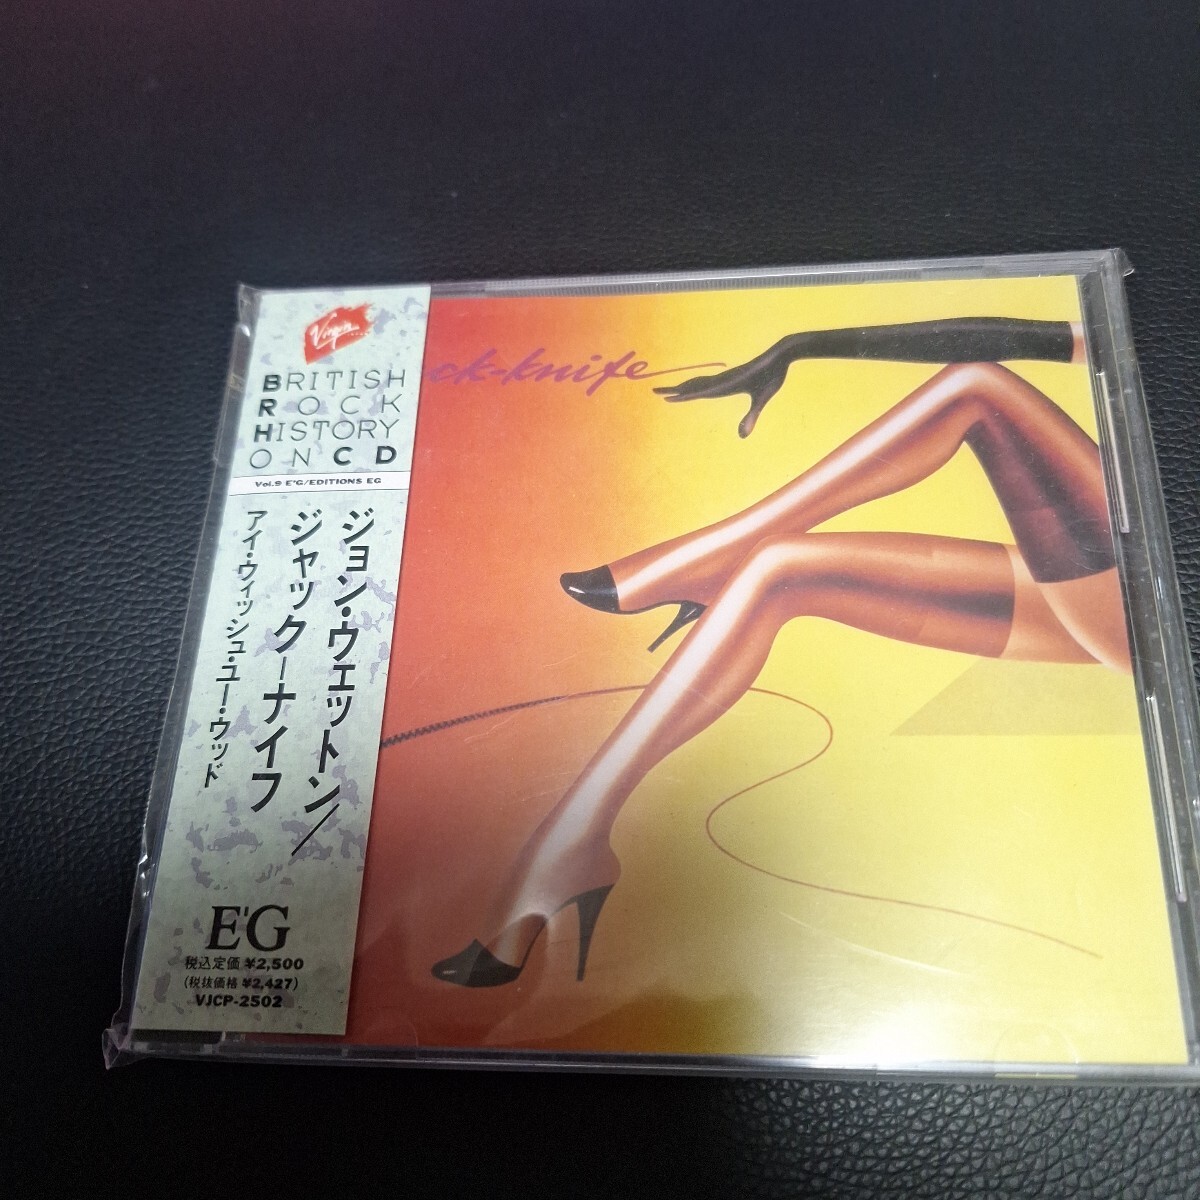 Virgin
BRITISH
ROCK
HISTORY
ON CD
Vol.9 E'G/EDITIONS EG
ジョン・ウェットン/
ジャック－ナイフ
アイ・ウィッシュ・ユー・ウッド
E'G
税込定価 ¥2,500
(税抜価格 ¥2,427)
VJCP-2502
ck-knife